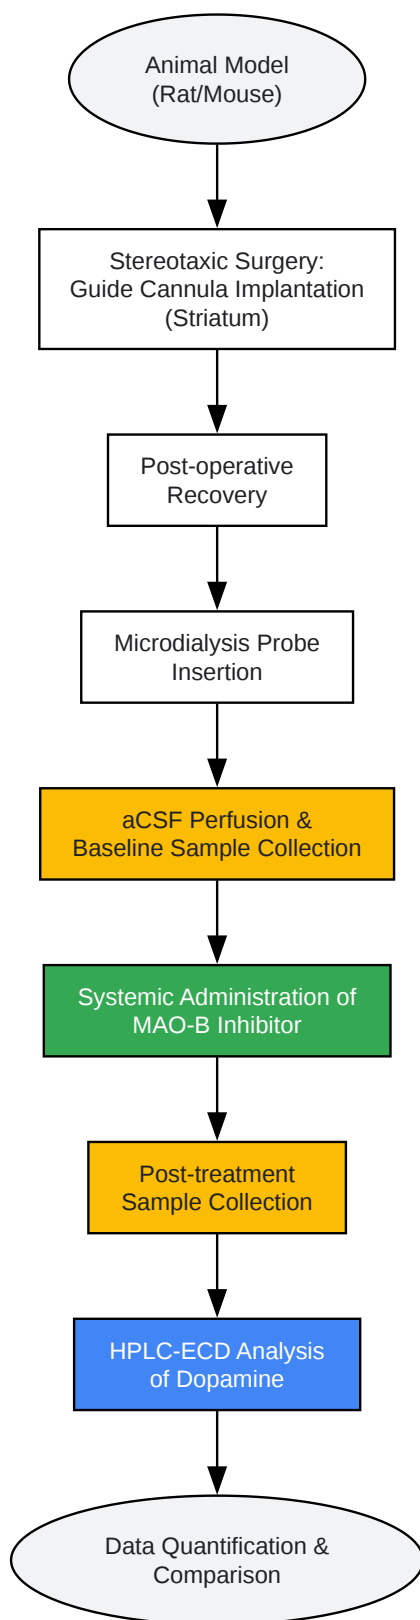 Animal Model
(Rat/Mouse)
Stereotaxic Surgery:
Guide Cannula Implantation
(Striatum)
Post-operative
Recovery
Microdialysis Probe
Insertion
aCSF Perfusion &
Baseline Sample Collection
Systemic Administration of
MAO-B Inhibitor
Post-treatment
Sample Collection
HPLC-ECD Analysis
of Dopamine
Data Quantification &
Comparison